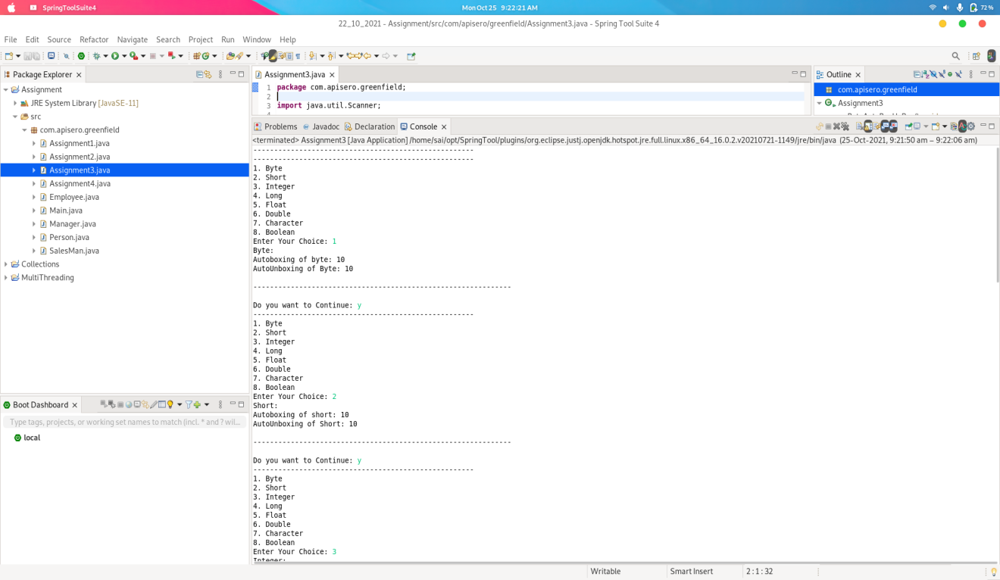 SpringToolSuite4
Mon Oct 25 9:22:21 AM
72 %
22_10_2021 - Assignment/src/com/apisero/greenfield/Assignment3.java - Spring Tool Suite 4
File Edit Source Refactor Navigate Search Project Run Window Help
Package Explorer
Assignment
JRE System Library [JavaSE-11]
src
com.apisero.greenfield
Assignment1.java
Assignment2.java
Assignment3.java
Assignment4.java
Employee.java
Main.java
Manager.java
Person.java
SalesMan.java
Collections
MultiThreading
Boot Dashboard
Type tags, projects, or working set names to match (incl. * and ? wil...
local
Assignment3.java
1 package com.apisero.greenfield;
2
3 import java.util.Scanner;
Outline
com.apisero.greenfield
Assignment3
Problems Javadoc Declaration Console
<terminated> Assignment3 [Java Application] /home/sai/opt/SpringTool/plugins/org.eclipse.justj.openjdk.hotspot.jre.full.linux.x86_64_16.0.2.v20210721-1149/jre/bin/java (25-Oct-2021, 9:21:50 am – 9:22:06 am)
-----------------------------------------------------
-----------------------------------------------------
1. Byte
2. Short
3. Integer
4. Long
5. Float
6. Double
7. Character
8. Boolean
Enter Your Choice: 1
Byte:
Autoboxing of byte: 10
AutoUnboxing of Byte: 10
--------------------------------------------------------------
Do you want to Continue: y
-----------------------------------------------------
1. Byte
2. Short
3. Integer
4. Long
5. Float
6. Double
7. Character
8. Boolean
Enter Your Choice: 2
Short:
Autoboxing of short: 10
AutoUnboxing of Short: 10
--------------------------------------------------------------
Do you want to Continue: y
-----------------------------------------------------
1. Byte
2. Short
3. Integer
4. Long
5. Float
6. Double
7. Character
8. Boolean
Enter Your Choice: 3
Integer:
Writable
Smart Insert
2 : 1 : 32